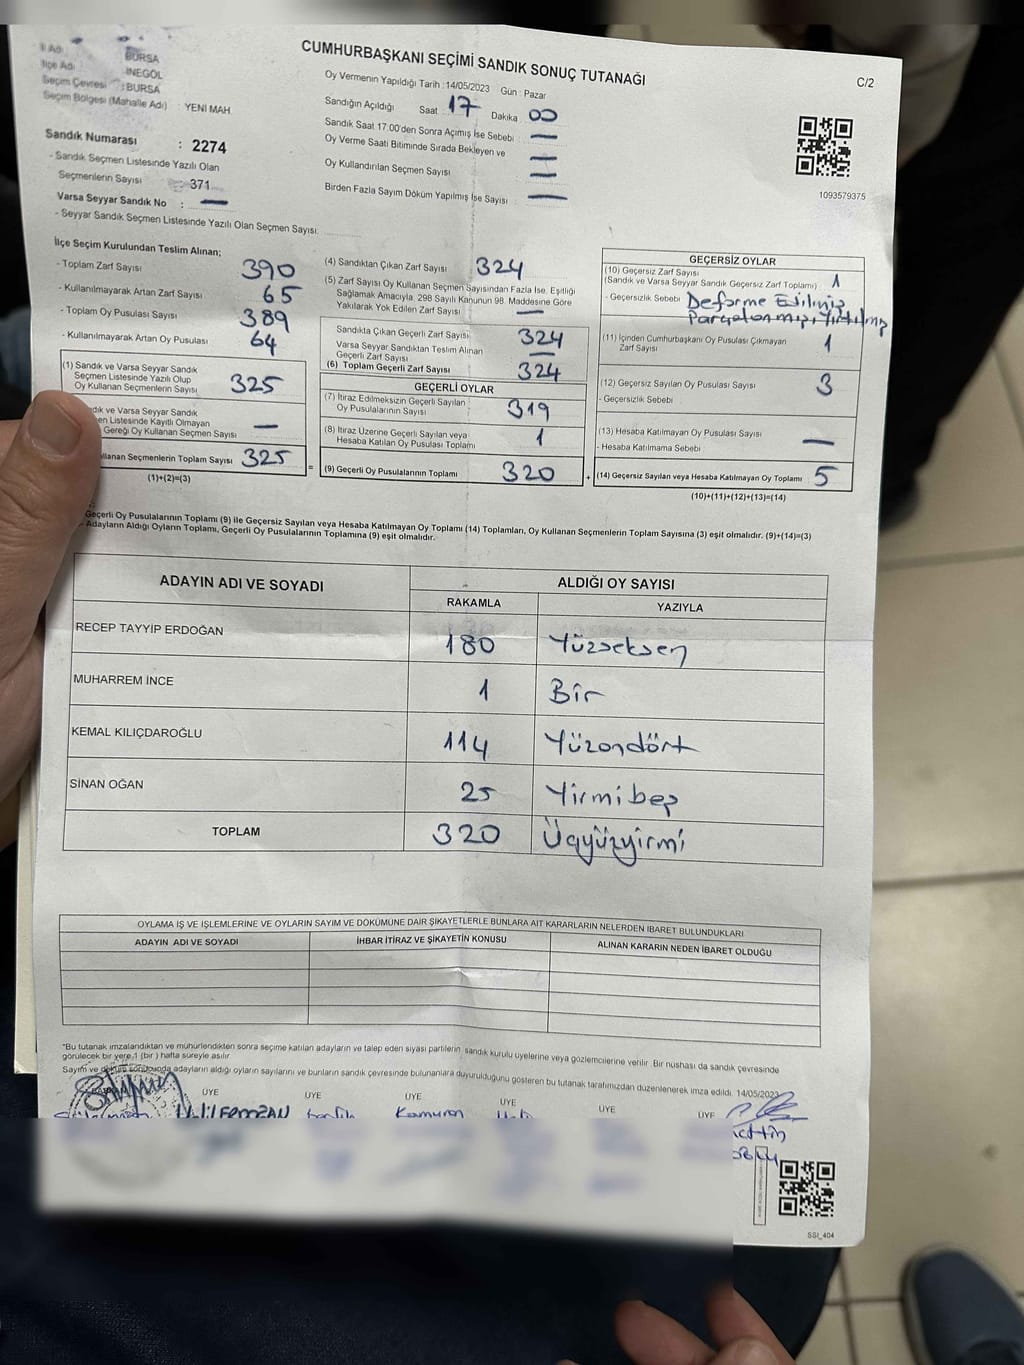 CUMHURBAŞKANI SEÇİMİ SANDIK SONUÇ TUTANAĞI
C/2
İl Adı : BURSA
İlçe Adı : İNEGÖL
Seçim Çevresi : BURSA
Seçim Bölgesi (Mahalle Adı) : YENİ MAH
Sandık Numarası : 2274
- Sandık Seçmen Listesinde Yazılı Olan
Seçmenlerin Sayısı 371
Varsa Seyyar Sandık No : —
- Seyyar Sandık Seçmen Listesinde Yazılı Olan Seçmen Sayısı:
Oy Vermenin Yapıldığı Tarih : 14/05/2023 Gün : Pazar
Sandığın Açıldığı Saat 17 Dakika 00
Sandık Saat 17:00'den Sonra Açımış İse Sebebi : —
Oy Verme Saati Bitiminde Sırada Bekleyen ve —
Oy Kullandırılan Seçmen Sayısı —
Birden Fazla Sayım Döküm Yapılmış İse Sayısı : —
1093579375
İlçe Seçim Kurulundan Teslim Alınan;
- Toplam Zarf Sayısı 390
- Kullanılmayarak Artan Zarf Sayısı 65
- Toplam Oy Pusulası Sayısı 389
- Kullanılmayarak Artan Oy Pusulası 64
(1) Sandık ve Varsa Seyyar Sandık
Seçmen Listesinde Yazılı Olup
Oy Kullanan Seçmenlerin Sayısı 325
dık ve Varsa Seyyar Sandık
en Listesinde Kayıtlı Olmayan
Gereği Oy Kullanan Seçmen Sayısı —
llanan Seçmenlerin Toplam Sayısı 325
(1)+(2)=(3)
=
(4) Sandıktan Çıkan Zarf Sayısı 324
(5) Zarf Sayısı Oy Kullanan Seçmen Sayısından Fazla İse, Eşitliği
Sağlamak Amacıyla, 298 Sayılı Kanunun 98. Maddesine Göre
Yakılarak Yok Edilen Zarf Sayısı —
Sandıkta Çıkan Geçerli Zarf Sayısı 324
Varsa Seyyar Sandıktan Teslim Alınan
Geçerli Zarf Sayısı —
(6) Toplam Geçerli Zarf Sayısı 324
GEÇERLİ OYLAR
(7) İtiraz Edilmeksizin Geçerli Sayılan
Oy Pusulalarının Sayısı 319
(8) İtiraz Üzerine Geçerli Sayılan veya
Hesaba Katılan Oy Pusulası Toplamı 1
(9) Geçerli Oy Pusulalarının Toplamı 320
+
GEÇERSİZ OYLAR
(10) Geçersiz Zarf Sayısı
(Sandık ve Varsa Seyyar Sandık Geçersiz Zarf Toplamı) 1
- Geçersizlik Sebebi Deforme Edilmiş
Parçalanmış, Yırtılmış
(11) İçinden Cumhurbaşkanı Oy Pusulası Çıkmayan
Zarf Sayısı 1
(12) Geçersiz Sayılan Oy Pusulası Sayısı 3
- Geçersizlik Sebebi
(13) Hesaba Katılmayan Oy Pusulası Sayısı —
- Hesaba Katılmama Sebebi
(14) Geçersiz Sayılan veya Hesaba Katılmayan Oy Toplamı 5
(10)+(11)+(12)+(13)=(14)
Geçerli Oy Pusulalarının Toplamı (9) ile Geçersiz Sayılan veya Hesaba Katılmayan Oy Toplamı (14) Toplamları, Oy Kullanan Seçmenlerin Toplam Sayısına (3) eşit olmalıdır. (9)+(14)=(3)
- Adayların Aldığı Oyların Toplamı, Geçerli Oy Pusulalarının Toplamına (9) eşit olmalıdır.
ADAYIN ADI VE SOYADI ALDIĞI OY SAYISI
RAKAMLA YAZIYLA
RECEP TAYYİP ERDOĞAN 180 Yüzseksen
MUHARREM İNCE 1 Bir
KEMAL KILIÇDAROĞLU 114 Yüzondört
SİNAN OĞAN 25 Yirmibeş
TOPLAM 320 Üçyüzyirmi
OYLAMA İŞ VE İŞLEMLERİNE VE OYLARIN SAYIM VE DÖKÜMÜNE DAİR ŞİKAYETLERLE BUNLARA AİT KARARLARIN NELERDEN İBARET BULUNDUKLARI
ADAYIN ADI VE SOYADI İHBAR İTİRAZ VE ŞİKAYETİN KONUSU ALINAN KARARIN NEDEN İBARET OLDUĞU
*Bu tutanak imzalandıktan ve mühürlendikten sonra seçime katılan adayların ve talep eden siyasi partilerin sandık kurulu üyelerine veya gözlemcilerine verilir. Bir nüshası da sandık çevresinde
görülecek bir yere 1 (bir) hafta süreyle asılır.
Sayım ve döküm sonucunda adayların aldığı oyların sayılarını ve bunların sandık çevresinde bulunanlara duyurulduğunu gösteren bu tutanak tarafımızdan düzenlenerek imza edildi. 14/05/2023
ÜYE ÜYE ÜYE ÜYE ÜYE ÜYE
Kamuran
SSI_404